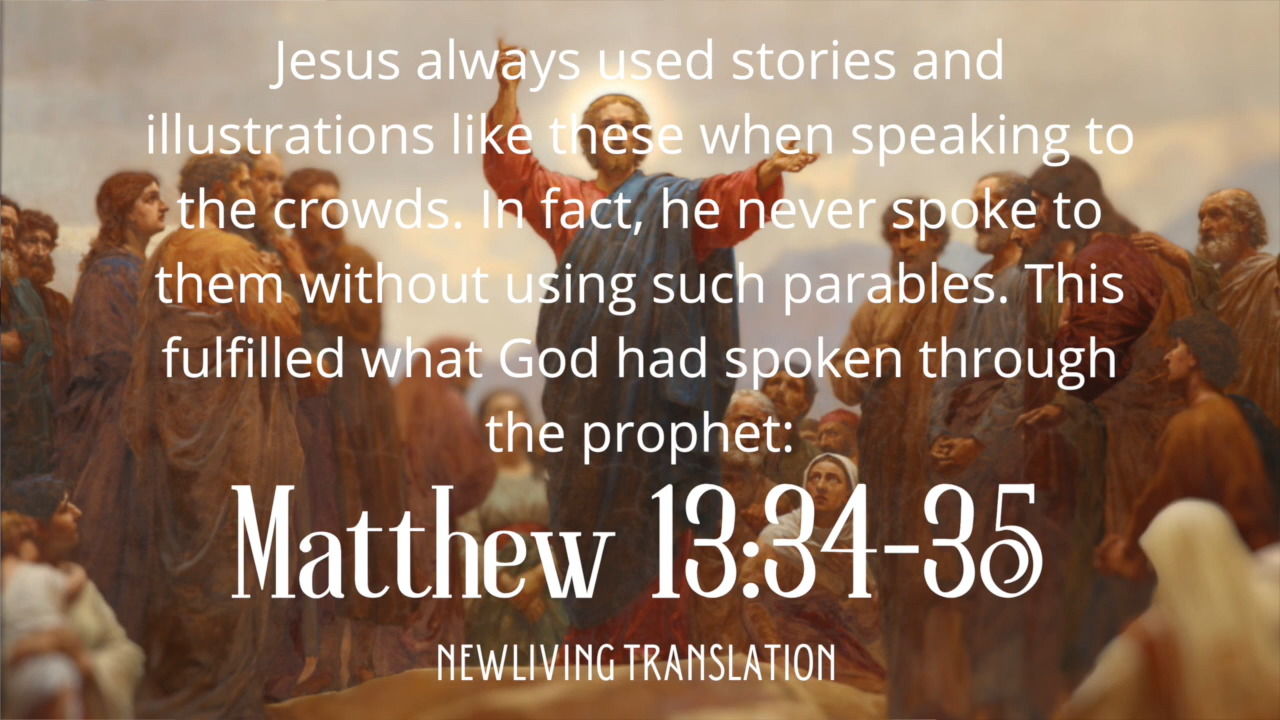 Jesus always used stories and
illustrations like these when speaking to
the crowds. In fact, he never spoke to
them without using such parables. This
fulfilled what God had spoken through
the prophet:
Matthew 13:34-35
NEW LIVING TRANSLATION